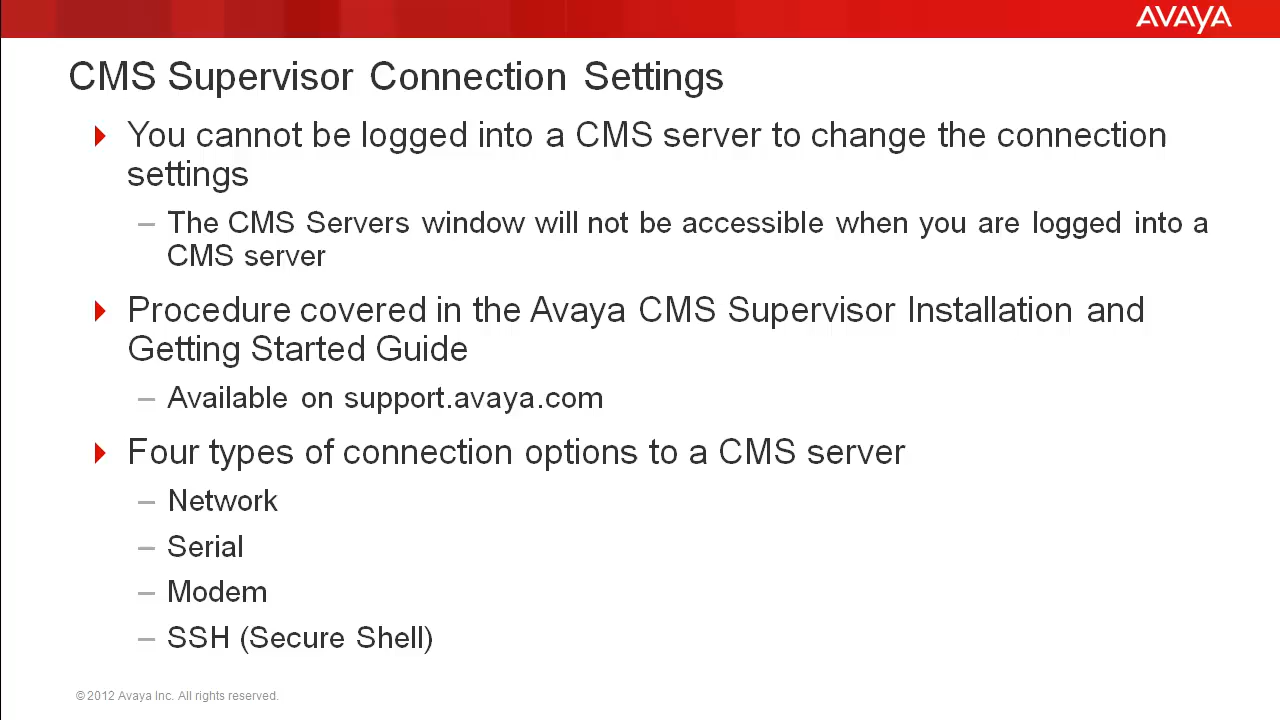 AVAYA
CMS Supervisor Connection Settings
You cannot be logged into a CMS server to change the connection
settings
– The CMS Servers window will not be accessible when you are logged into a
CMS server
Procedure covered in the Avaya CMS Supervisor Installation and
Getting Started Guide
– Available on support.avaya.com
Four types of connection options to a CMS server
– Network
– Serial
– Modem
– SSH (Secure Shell)
© 2012 Avaya Inc. All rights reserved.